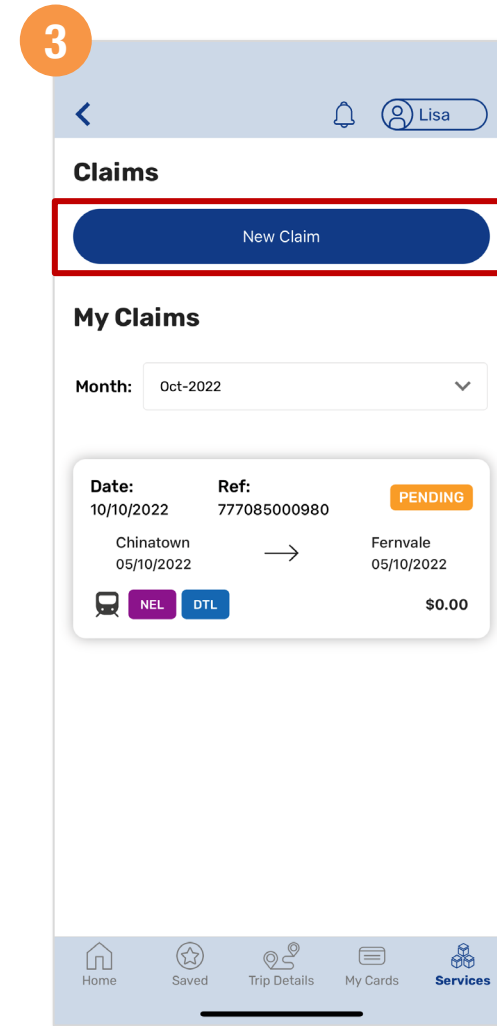 3
Lisa
Claims
New Claim
My Claims
Month: Oct-2022
Date: Ref: PENDING
10/10/2022 777085000980
Chinatown Fernvale
05/10/2022 05/10/2022
NEL DTL $0.00
Home Saved Trip Details My Cards Services